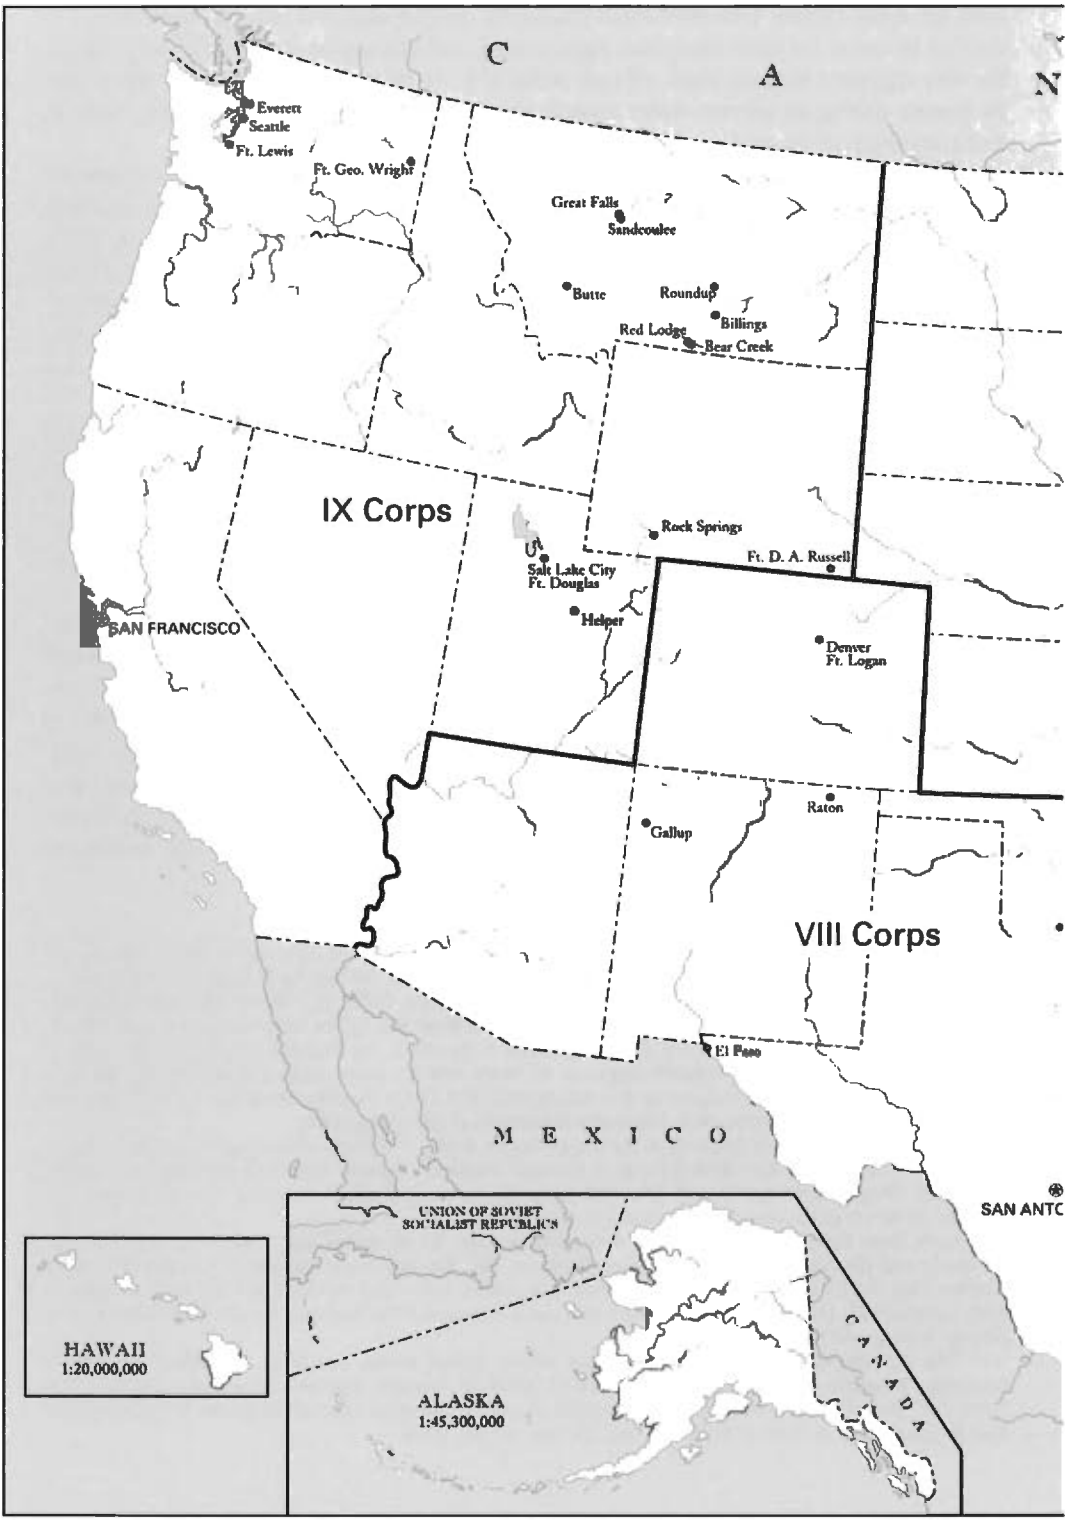 C A N
Everett
Seattle
Ft. Lewis
Ft. Geo. Wright
Great Falls
Sandcoulee
Butte
Roundup
Billings
Red Lodge
Bear Creek
IX Corps
Rock Springs
Ft. D. A. Russell
Salt Lake City
Ft. Douglas
Helper
SAN FRANCISCO
Denver
Ft. Logan
Raton
Gallup
VIII Corps
El Paso
MEXICO
SAN ANTO
UNION OF SOVIET
SOCIALIST REPUBLICS
CANADA
HAWAII
1:20,000,000
ALASKA
1:45,300,000